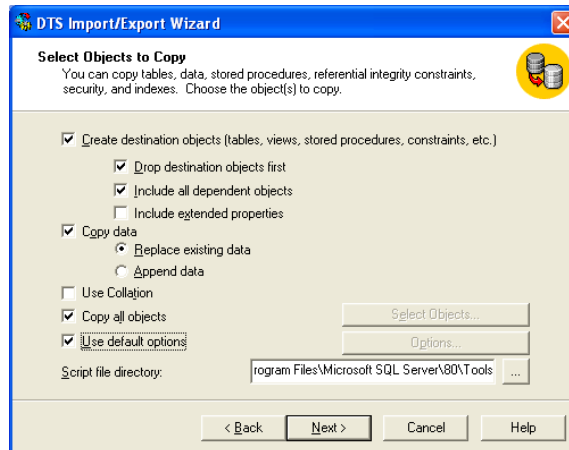 DTS Import/Export Wizard
Select Objects to Copy
You can copy tables, data, stored procedures, referential integrity constraints,
security, and indexes. Choose the object(s) to copy.
Create destination objects (tables, views, stored procedures, constraints, etc.)
Drop destination objects first
Include all dependent objects
Include extended properties
Copy data
Replace existing data
Append data
Use Collation
Copy all objects
Select Objects...
Use default options
Options...
Script file directory: rogram Files\Microsoft SQL Server\80\Tools ...
< Back Next > Cancel Help